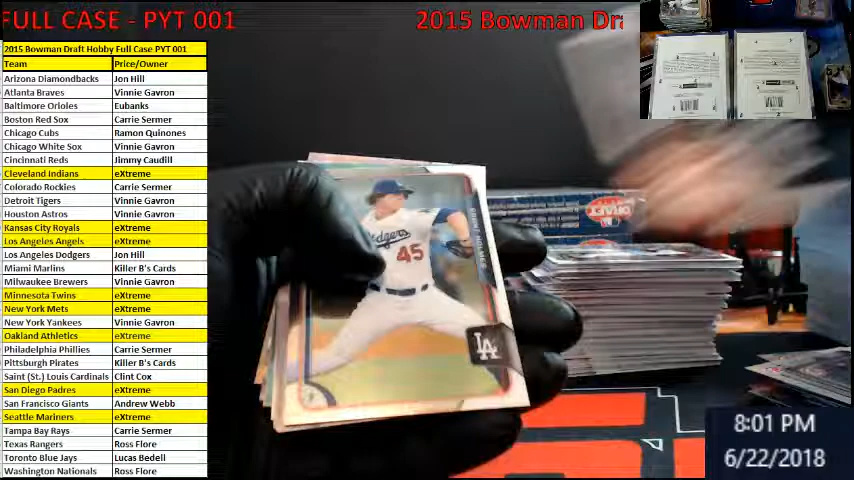 FULL CASE - PYT 001
2015 Bowman Dra
2015 Bowman Draft Hobby Full Case PYT 001
Team Price/Owner
Arizona Diamondbacks Jon Hill
Atlanta Braves Vinnie Gavron
Baltimore Orioles Eubanks
Boston Red Sox Carrie Sermer
Chicago Cubs Ramon Quinones
Chicago White Sox Vinnie Gavron
Cincinnati Reds Jimmy Caudill
Cleveland Indians eXtreme
Colorado Rockies Carrie Sermer
Detroit Tigers Vinnie Gavron
Houston Astros Vinnie Gavron
Kansas City Royals eXtreme
Los Angeles Angels eXtreme
Los Angeles Dodgers Jon Hill
Miami Marlins Killer B's Cards
Milwaukee Brewers Vinnie Gavron
Minnesota Twins eXtreme
New York Mets eXtreme
New York Yankees Vinnie Gavron
Oakland Athletics eXtreme
Philadelphia Phillies Carrie Sermer
Pittsburgh Pirates Killer B's Cards
Saint (St.) Louis Cardinals Clint Cox
San Diego Padres eXtreme
San Francisco Giants Andrew Webb
Seattle Mariners eXtreme
Tampa Bay Rays Carrie Sermer
Texas Rangers Ross Flore
Toronto Blue Jays Lucas Bedell
Washington Nationals Ross Flore
Dodgers
45
LA
DRAFT
8:01 PM
6/22/2018